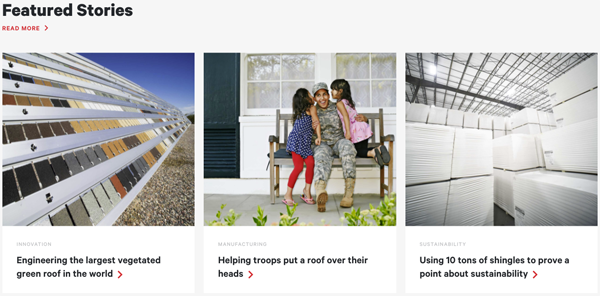 Featured Stories
READ MORE
INNOVATION
Engineering the largest vegetated
green roof in the world
MANUFACTURING
Helping troops put a roof over their
heads
SUSTAINABILITY
Using 10 tons of shingles to prove a
point about sustainability